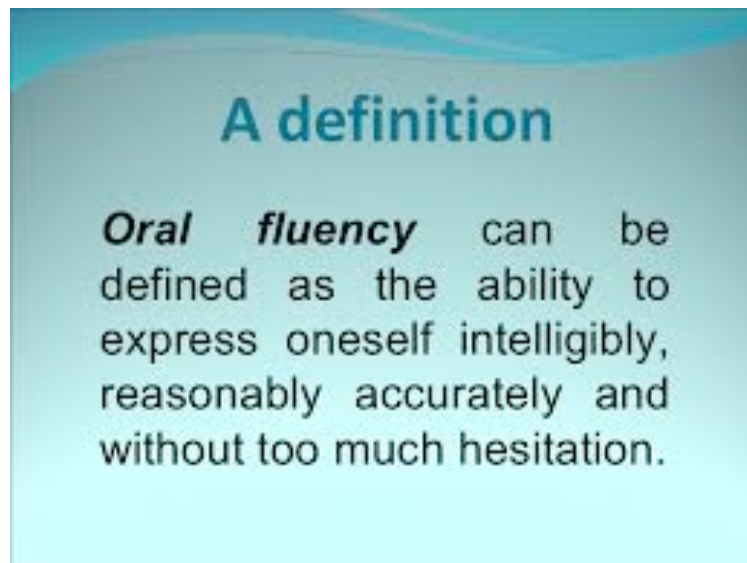 A definition
Oral fluency can be
defined as the ability to
express oneself intelligibly,
reasonably accurately and
without too much hesitation.